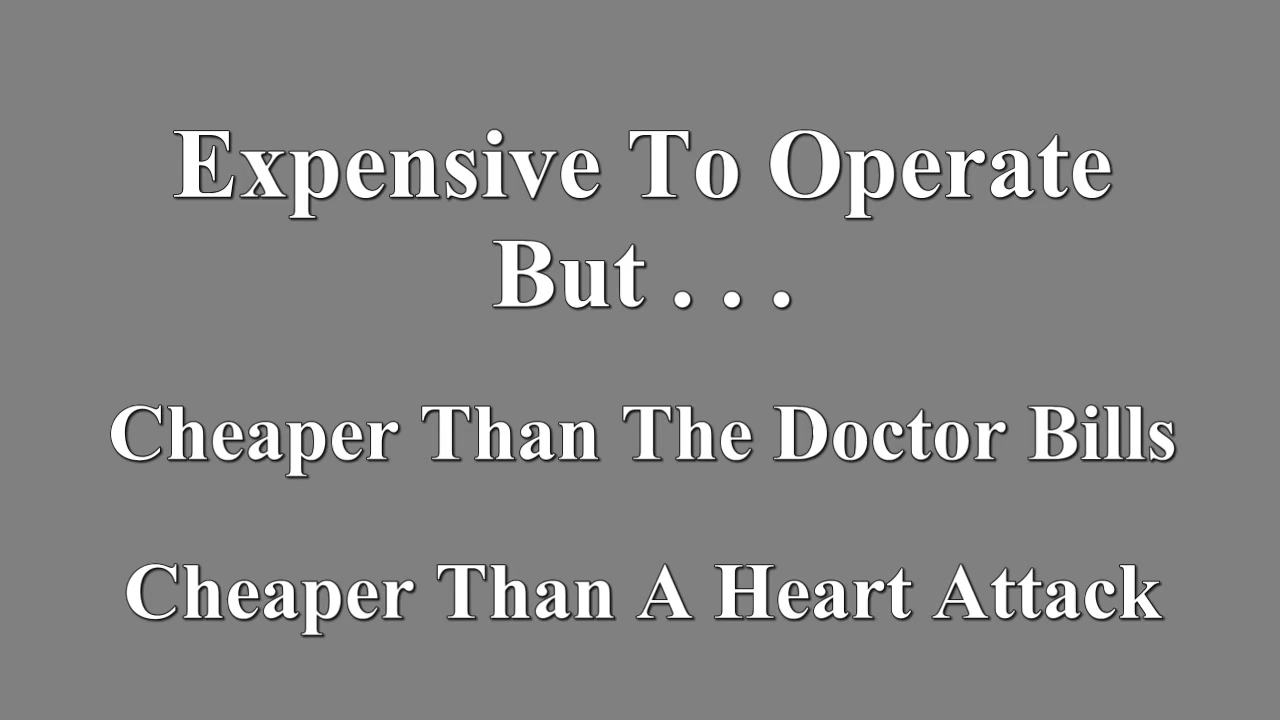 Expensive To Operate
But . . .
Cheaper Than The Doctor Bills
Cheaper Than A Heart Attack